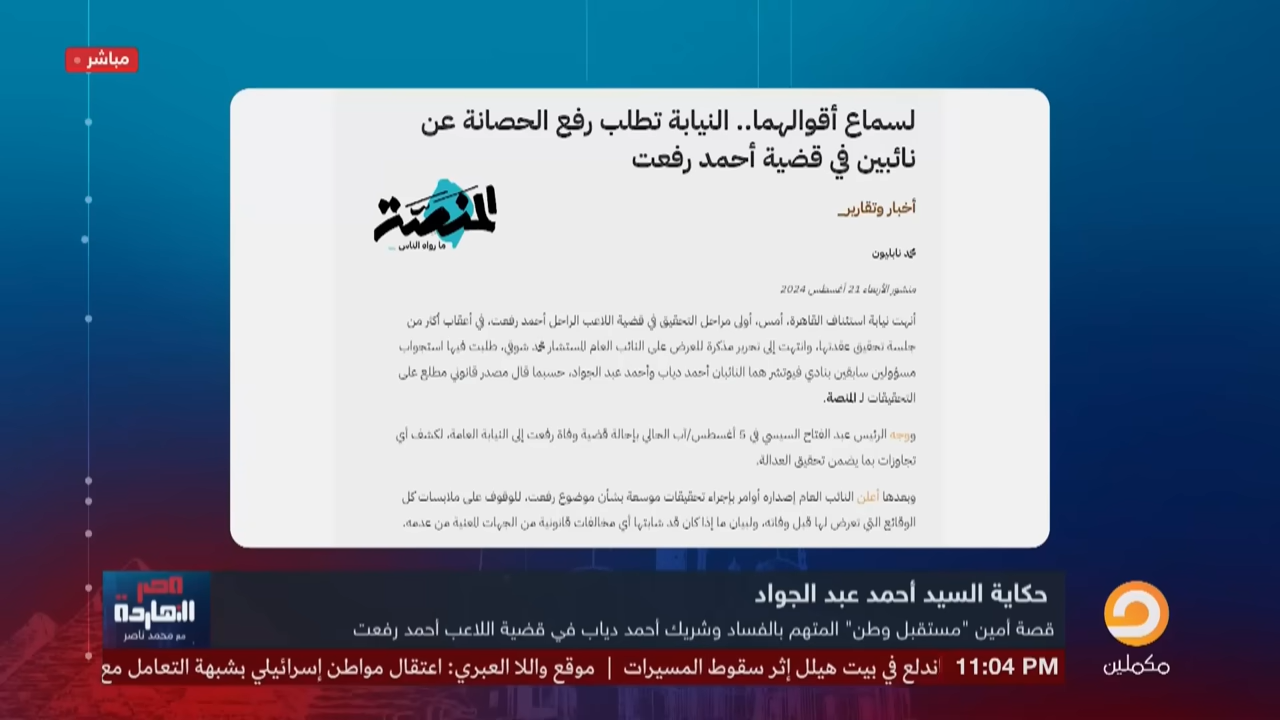 مباشر
لسماع أقوالهما.. النيابة تطلب رفع الحصانة عن
نائبين في قضية أحمد رفعت
المنصة
ما رواه الناس
أخبار وتقارير_
محمد نابليون
منشور الأربعاء 21 أغسطس 2024
أنهت نيابة استئناف القاهرة، أمس، أولى مراحل التحقيق في قضية اللاعب الراحل أحمد رفعت، في أعقاب أكثر من
جلسة تحقيق عقدتها، وانتهت إلى تحرير مذكرة للعرض على النائب العام المستشار محمد شوقي، طلبت فيها استجواب
مسؤولين سابقين بنادي فيوتشر هما النائبان أحمد دياب وأحمد عبد الجواد، حسبما قال مصدر قانوني مطلع على
التحقيقات لـ المنصة.
ووجه الرئيس عبد الفتاح السيسي في 5 أغسطس/آب الحالي بإحالة قضية وفاة رفعت إلى النيابة العامة، لكشف أي
تجاوزات بما يضمن تحقيق العدالة.
وبعدها أعلن النائب العام إصداره أوامر بإجراء تحقيقات موسعة بشأن موضوع رفعت، للوقوف على ملابسات كل
الوقائع التي تعرض لها قبل وفاته، ولبيان ما إذا كان قد شابتها أي مخالفات قانونية من الجهات المعنية من عدمه.
حكاية السيد أحمد عبد الجواد
قصة أمين "مستقبل وطن" المتهم بالفساد وشريك أحمد دياب في قضية اللاعب أحمد رفعت
مصر
النهاردة
مع محمد ناصر
11:04 PM اندلع في بيت هيلل إثر سقوط المسيرات | موقع واللا العبري: اعتقال مواطن إسرائيلي بشبهة التعامل مع
مكملين